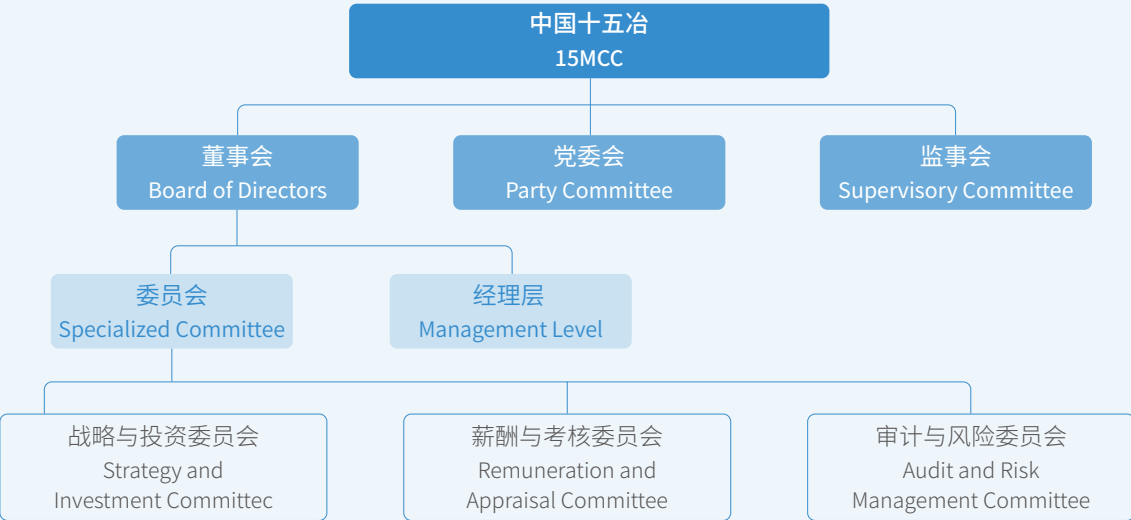 中国十五冶
15MCC
董事会
Board of Directors
党委会
Party Committee
监事会
Supervisory Committee
委员会
Specialized Committee
经理层
Management Level
战略与投资委员会
Strategy and
Investment Committec
薪酬与考核委员会
Remuneration and
Appraisal Committee
审计与风险委员会
Audit and Risk
Management Committee